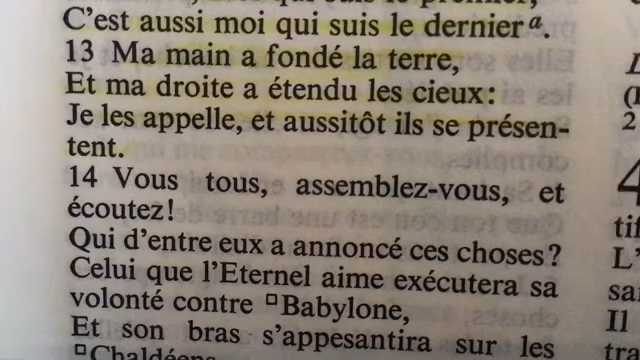 C'est aussi moi qui suis le dernier a.
13 Ma main a fondé la terre,
Et ma droite a étendu les cieux:
Je les appelle, et aussitôt ils se présen-
tent.
14 Vous tous, assemblez-vous, et
écoutez!
Qui d'entre eux a annoncé ces choses?
Celui que l'Eternel aime exécutera sa
volonté contre □Babylone,
Et son bras s'appesantira sur les
□Chaldéens